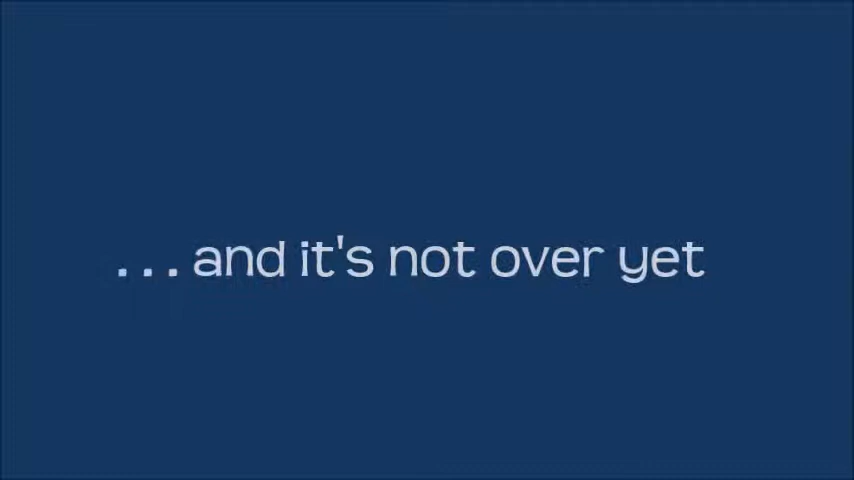 . . . and it's not over yet